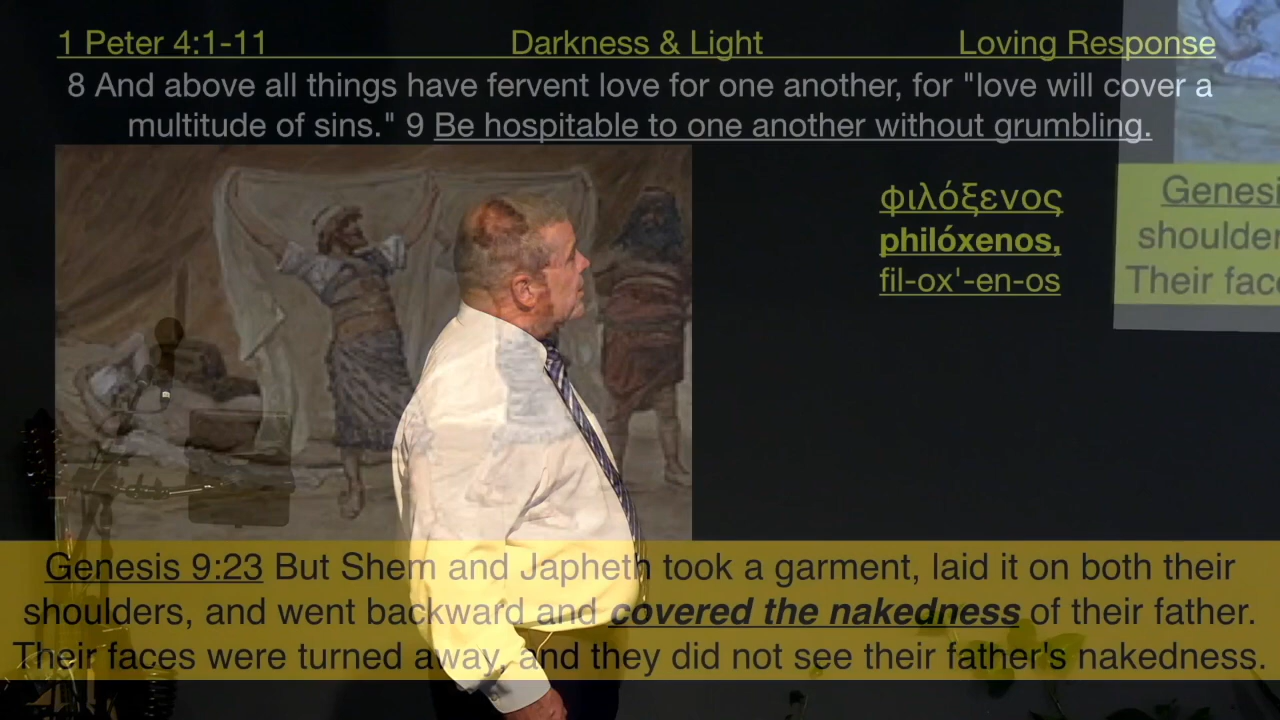 1 Peter 4:1-11 Darkness & Light Loving Response
8 And above all things have fervent love for one another, for "love will cover a
multitude of sins." 9 Be hospitable to one another without grumbling.
φιλόξενος
philóxenos,
fil-ox'-en-os
Genesi
shoulder
Their fac
Genesis 9:23 But Shem and Japheth took a garment, laid it on both their
shoulders, and went backward and covered the nakedness of their father.
Their faces were turned away, and they did not see their father's nakedness.